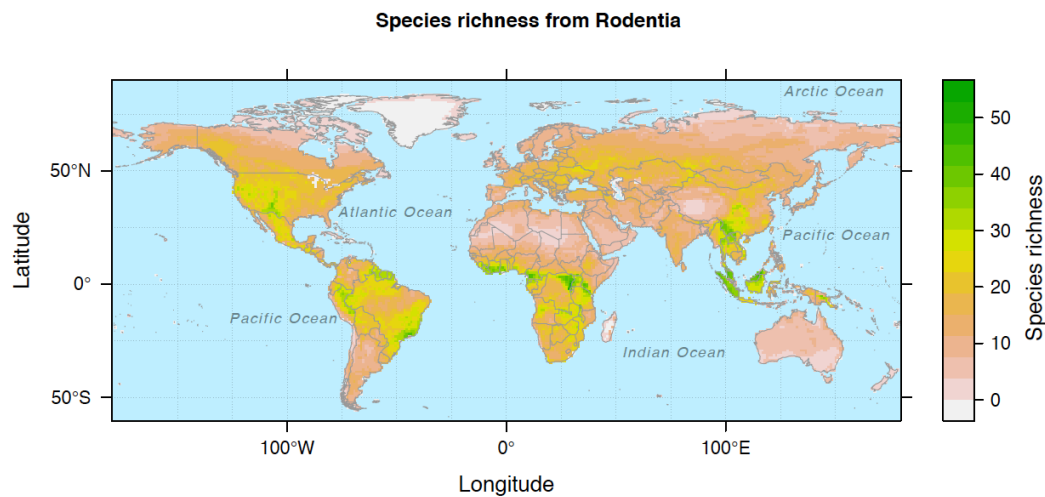 Species richness from Rodentia
Arctic Ocean
50°N
Atlantic Ocean
Pacific Ocean
0°
Pacific Ocean
Indian Ocean
50°S
100°W
0°
100°E
Latitude
Longitude
50
40
30
20
10
0
Species richness